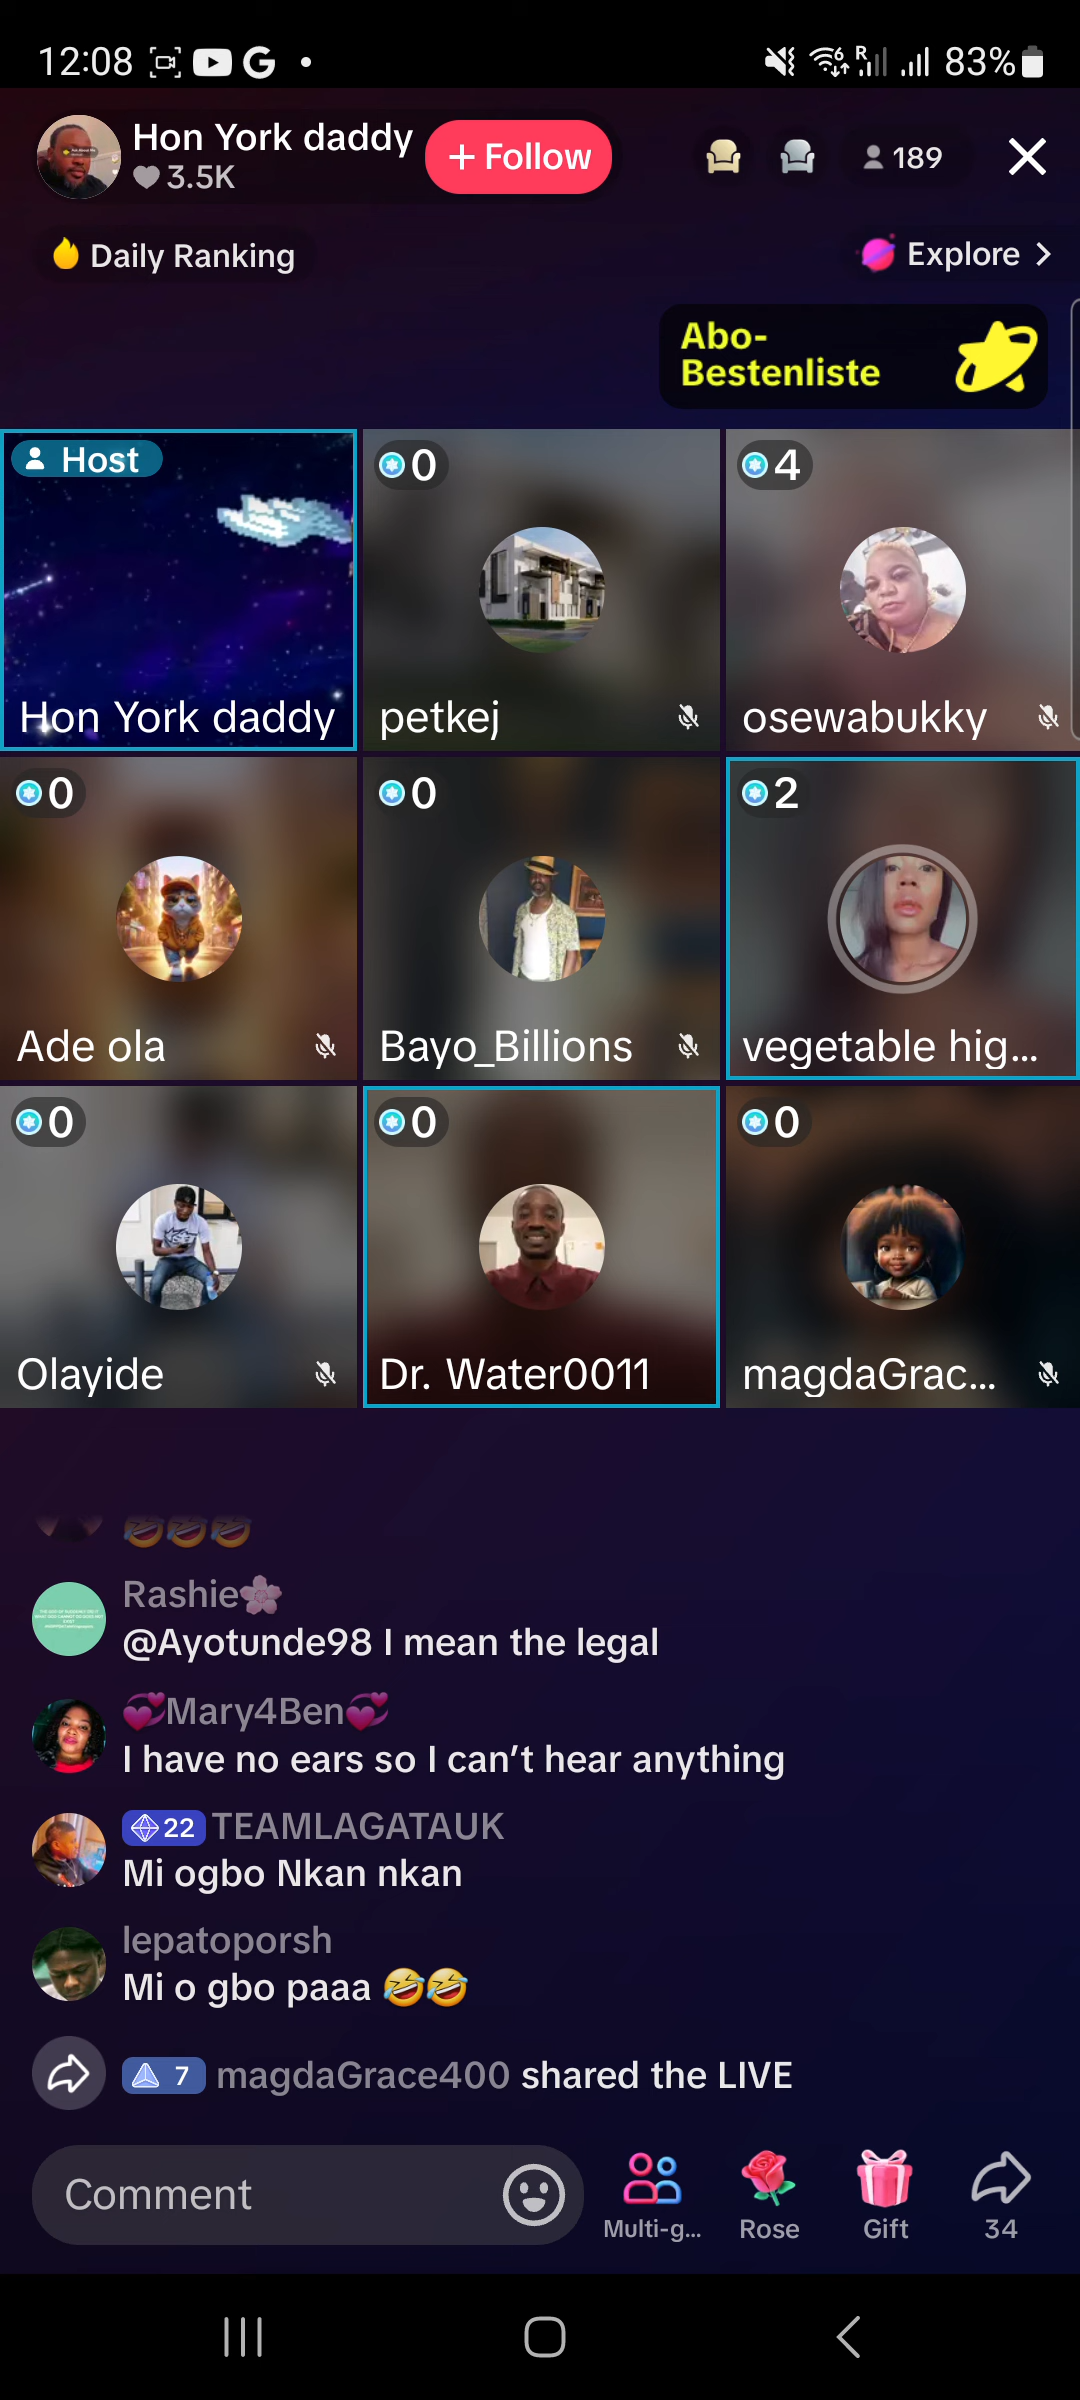 12:08
83%
Hon York daddy
3.5K
+ Follow
189
Daily Ranking
Explore
Abo-
Bestenliste
Host
Hon York daddy
0
petkej
4
osewabukky
0
Ade ola
0
Bayo_Billions
2
vegetable hig...
0
Olayide
0
Dr. Water0011
0
magdaGrac...
Rashie
@Ayotunde98 I mean the legal
Mary4Ben
I have no ears so I can't hear anything
22 TEAMLAGATAUK
Mi ogbo Nkan nkan
lepatoporsh
Mi o gbo paaa 🤣🤣
7 magdaGrace400 shared the LIVE
Comment
Multi-g...
Rose
Gift
34